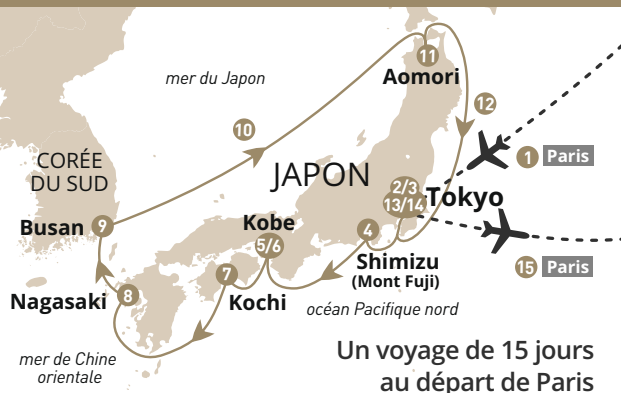 mer du Japon
11
Aomori
12
10
1 Paris
CORÉE
DU SUD
JAPON
2/3
13/14
Tokyo
Busan 9
Kobe
5/6
4
15 Paris
Shimizu
(Mont Fuji)
7
Kochi
Nagasaki 8
océan Pacifique nord
mer de Chine
orientale
Un voyage de 15 jours
au départ de Paris